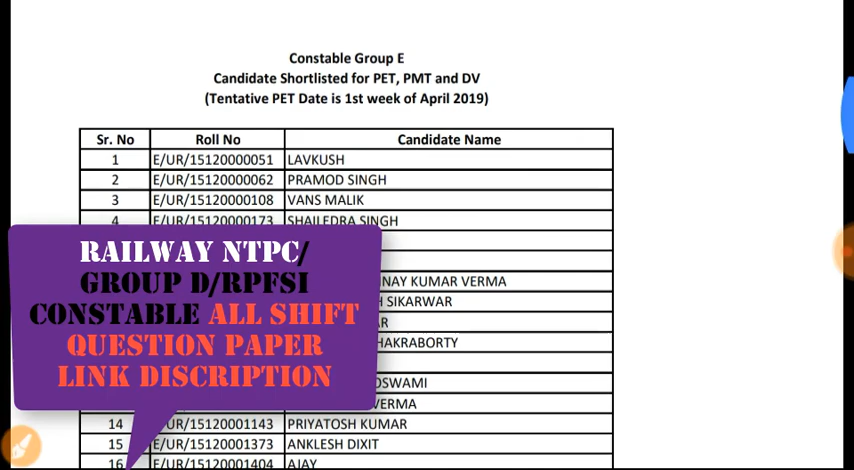 Constable Group E
Candidate Shortlisted for PET, PMT and DV
(Tentative PET Date is 1st week of April 2019)
Sr. No Roll No Candidate Name
1 E/UR/15120000051 LAVKUSH
2 E/UR/15120000062 PRAMOD SINGH
3 E/UR/15120000108 VANS MALIK
4 E/UR/15120000173 SHAILEDRA SINGH
NAY KUMAR VERMA
SIKARWAR
HAKRABORTY
OSWAMI
VERMA
14 UR/15120001143 PRIYATOSH KUMAR
15 E/UR/15120001373 ANKLESH DIXIT
16 E/UR/15120001404 AJAY
RAILWAY NTPC/
GROUP D/RPFSI
CONSTABLE ALL SHIFT
QUESTION PAPER
LINK DISCRIPTION